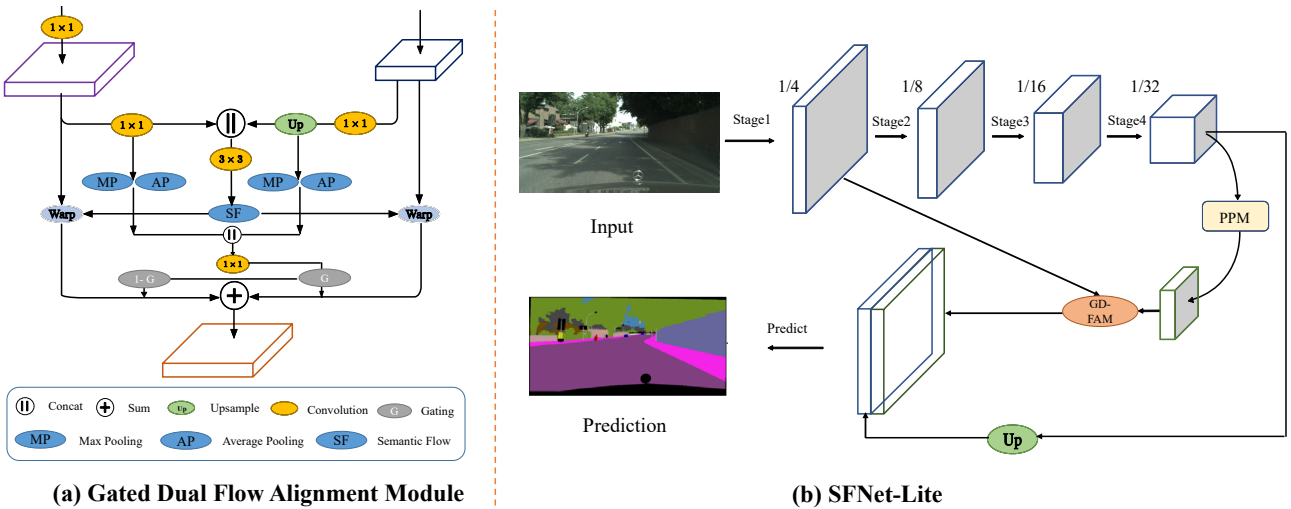 1 × 1
1 × 1
Up
1 × 1
3 × 3
MP
AP
MP
AP
Warp
SF
Warp
1 × 1
1- G
G
Concat
Sum
Up
Upsample
Convolution
G
Gating
MP
Max Pooling
AP
Average Pooling
SF
Semantic Flow
(a) Gated Dual Flow Alignment Module
1/4
1/8
1/16
1/32
Stage1
Stage2
Stage3
Stage4
Input
PPM
GD-
FAM
Predict
Prediction
Up
(b) SFNet-Lite